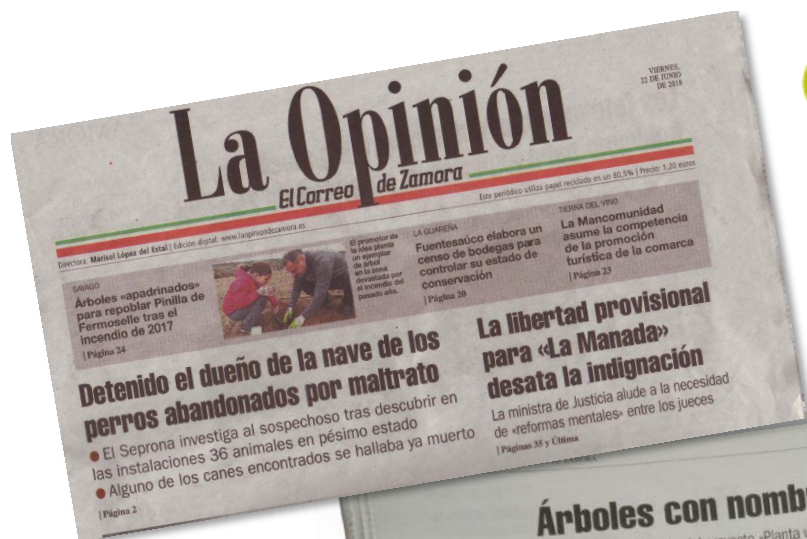 VIERNES,
22 DE JUNIO
DE 2018
La Opinión
El Correo de Zamora
Este periódico utiliza papel reciclado en un 80,5% | Precio: 1,20 euros
Directora: Marisol López del Estal | Edición digital: www.laopiniondezamora.es
SAYAGO
Árboles «apadrinados»
para repoblar Pinilla de
Fermoselle tras el
incendio de 2017
| Página 24
El promotor de
la idea planta
un ejemplar
de árbol
en la zona
devastada por
el incendio del
pasado año.
LA GUAREÑA
Fuentesaúco elabora un
censo de bodegas para
controlar su estado de
conservación
| Página 20
TIERRA DEL VINO
La Mancomunidad
asume la competencia
de la promoción
turística de la comarca
| Página 23
Detenido el dueño de la nave de los
perros abandonados por maltrato
● El Seprona investiga al sospechoso tras descubrir en
las instalaciones 36 animales en pésimo estado
● Alguno de los canes encontrados se hallaba ya muerto
| Página 2
La libertad provisional
para «La Manada»
desata la indignación
La ministra de Justicia alude a la necesidad
de «reformas mentales» entre los jueces
| Páginas 38 y Última
Árboles con nomb